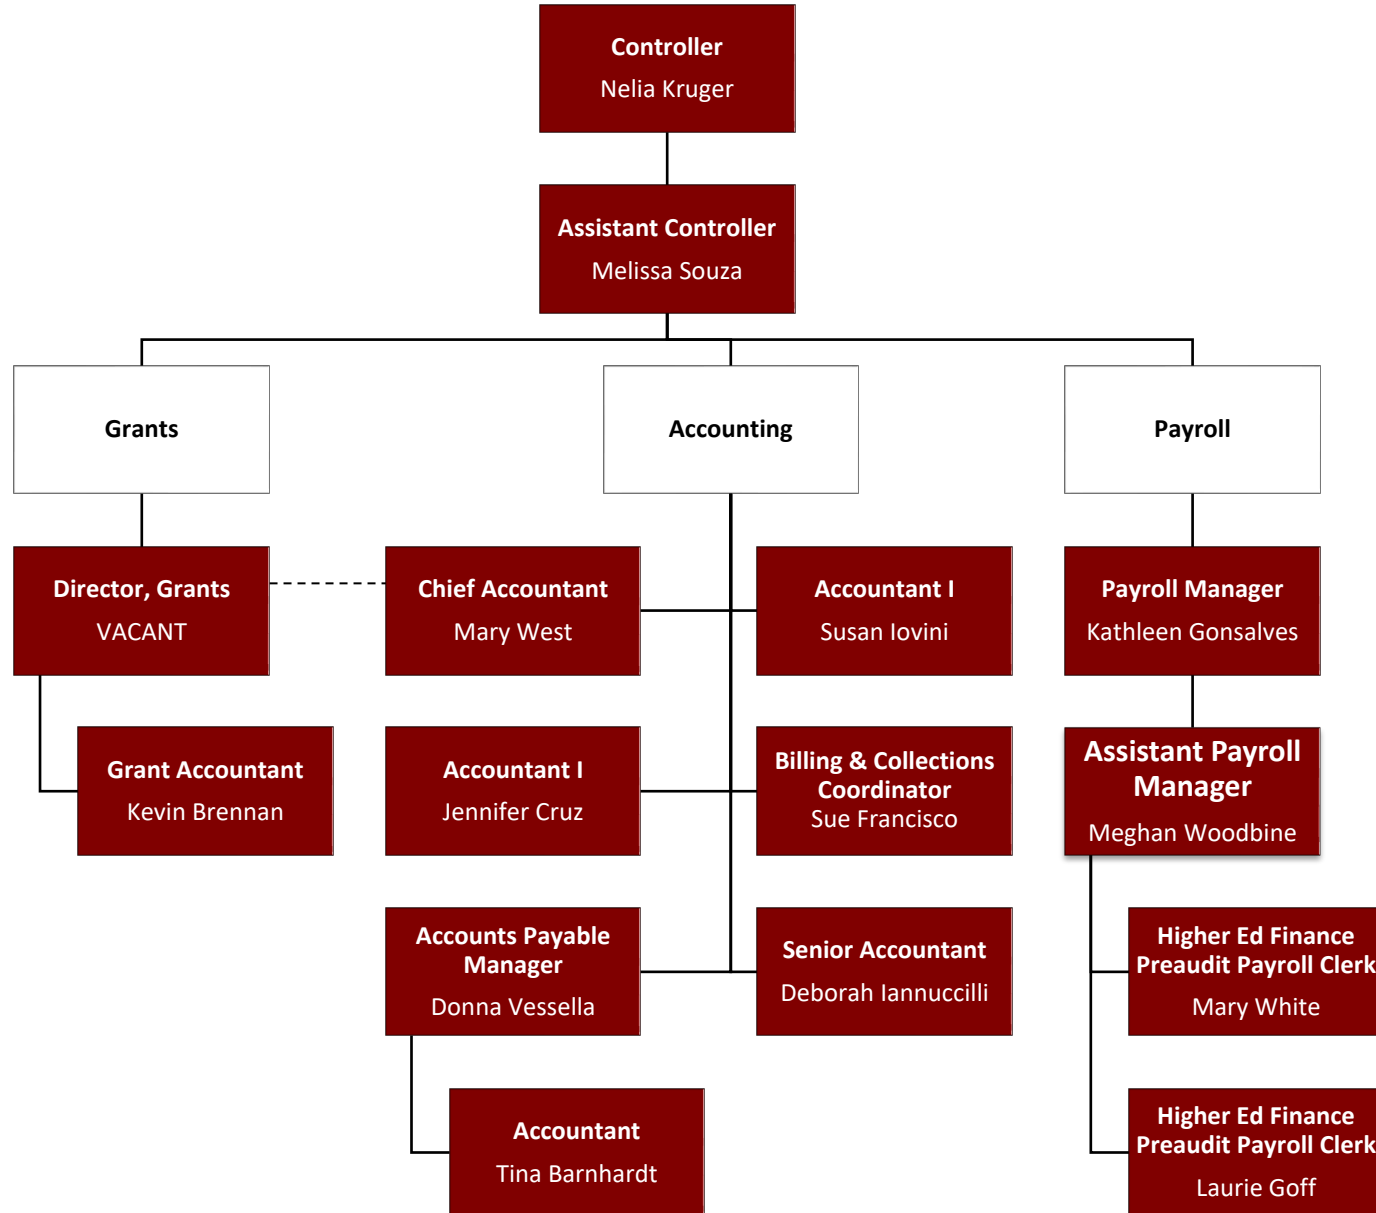 Controller
Nelia Kruger
Assistant Controller
Melissa Souza
Grants
Accounting
Payroll
Director, Grants
VACANT
Chief Accountant
Mary West
Accountant I
Susan Iovini
Payroll Manager
Kathleen Gonsalves
Grant Accountant
Kevin Brennan
Accountant I
Jennifer Cruz
Billing & Collections
Coordinator
Sue Francisco
Assistant Payroll
Manager
Meghan Woodbine
Accounts Payable
Manager
Donna Vessella
Senior Accountant
Deborah Iannuccilli
Higher Ed Finance
Preaudit Payroll Clerk
Mary White
Accountant
Tina Barnhardt
Higher Ed Finance
Preaudit Payroll Clerk
Laurie Goff